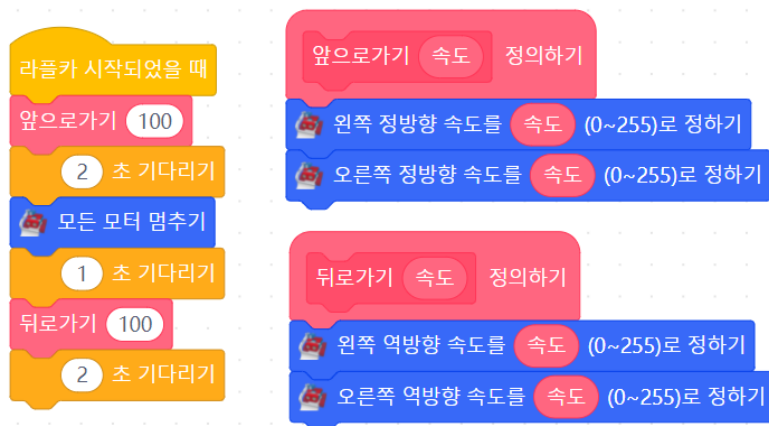 라플카 시작되었을 때
앞으로가기 100
2 초 기다리기
모든 모터 멈추기
1 초 기다리기
뒤로가기 100
2 초 기다리기
앞으로가기 속도 정의하기
왼쪽 정방향 속도를 속도 (0~255)로 정하기
오른쪽 정방향 속도를 속도 (0~255)로 정하기
뒤로가기 속도 정의하기
왼쪽 역방향 속도를 속도 (0~255)로 정하기
오른쪽 역방향 속도를 속도 (0~255)로 정하기